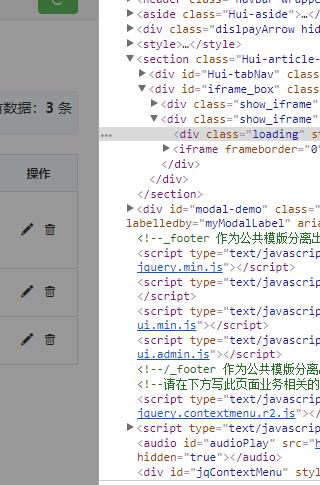 有数据：3 条
操作
<aside class="Hui-aside">…</
<div class="dislpayArrow hid
<style>…</style>
<section class="Hui-article-
<div id="Hui-tabNav" class
<div id="iframe_box" class
<div class="show_iframe"
<div class="show_iframe"
<div class="loading" st
<iframe frameborder="0"
</div>
</div>
</section>
<div id="modal-demo" class="
labelledby="myModalLabel" aria
<!--_footer 作为公共模版分离出
<script type="text/javascrip
jquery.min.js"></script>
<script type="text/javascrip
</script>
<script type="text/javascrip
ui.min.js"></script>
<script type="text/javascrip
ui.admin.js"></script>
<!--/_footer 作为公共模版分离
<!--请在下方写此页面业务相关的
<script type="text/javascrip
jquery.contextmenu.r2.js"></script>
<script type="text/javascrip
<audio id="audioPlay" src="h
hidden="true"></audio>
<div id="jqContextMenu" styl